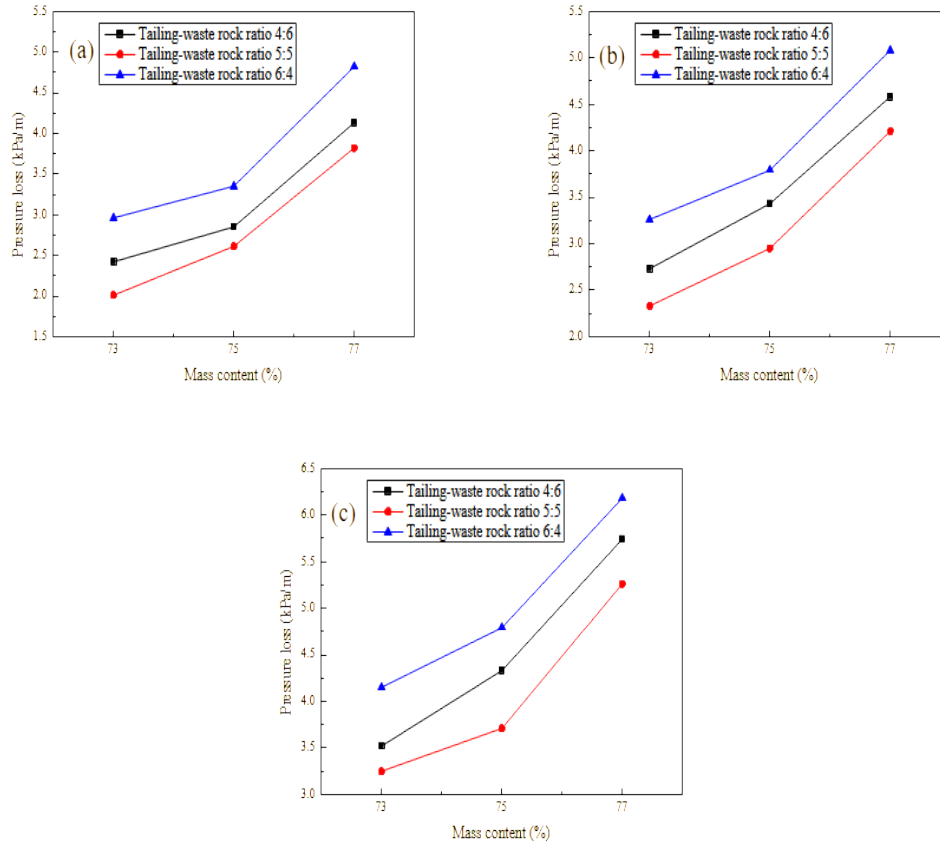 5.5
5.0
4.5
4.0
3.5
3.0
2.5
2.0
1.5
Pressure loss (kPa/m)
(a)
Tailing-waste rock ratio 4:6
Tailing-waste rock ratio 5:5
Tailing-waste rock ratio 6:4
73
75
77
Mass content (%)
5.5
5.0
4.5
4.0
3.5
3.0
2.5
2.0
Pressure loss (kPa/m)
(b)
Tailing-waste rock ratio 4:6
Tailing-waste rock ratio 5:5
Tailing-waste rock ratio 6:4
73
75
77
Mass content (%)
6.5
6.0
5.5
5.0
4.5
4.0
3.5
3.0
Pressure loss (kPa/m)
(c)
Tailing-waste rock ratio 4:6
Tailing-waste rock ratio 5:5
Tailing-waste rock ratio 6:4
73
75
77
Mass content (%)